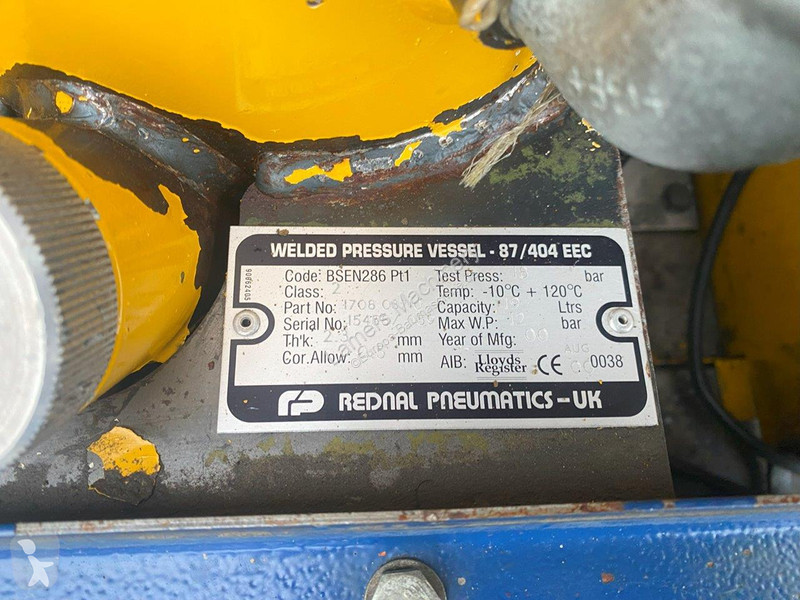 WELDED PRESSURE VESSEL - 87/404 EEC
Code: BSEN286 Pt1 Test Press: bar
Class: 2 Temp: -10°C + 120°C
Part No: Capacity: Ltrs
Serial No: Max W.P. bar
Th'k: mm Year of Mfg:
AUG
Cor.Allow: mm AIB: Lloyds Register CE 0038
REDNAL PNEUMATICS - UK